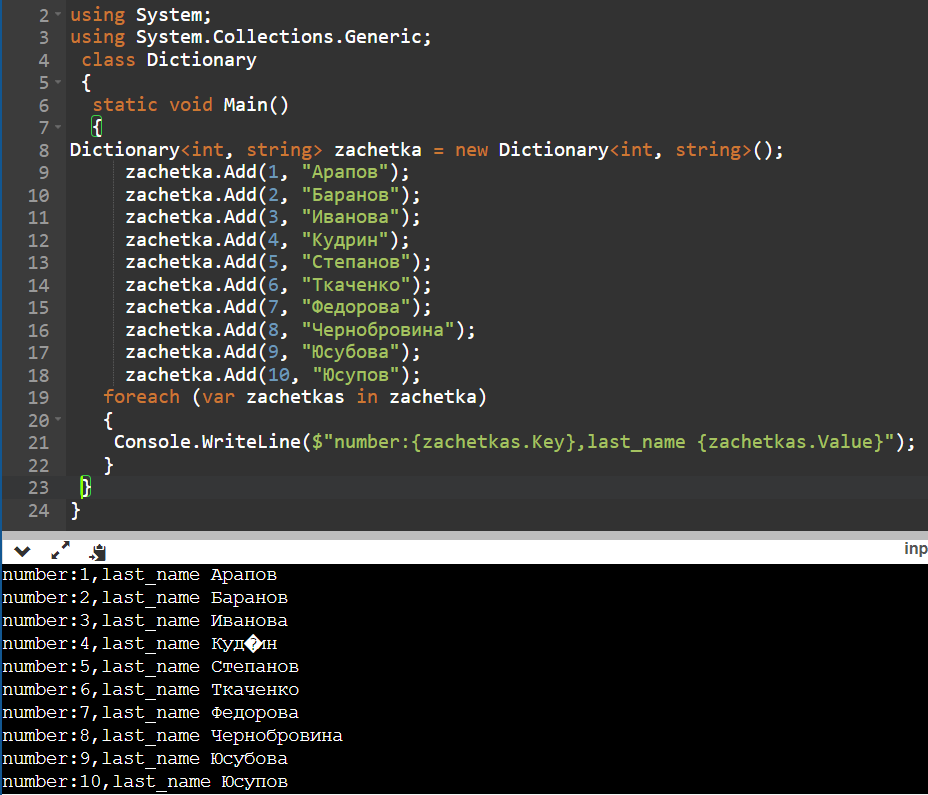 2 using System;
3 using System.Collections.Generic;
4 class Dictionary
5 {
6 static void Main()
7 {
8 Dictionary<int, string> zachetka = new Dictionary<int, string>();
9 zachetka.Add(1, "Арапов");
10 zachetka.Add(2, "Баранов");
11 zachetka.Add(3, "Иванова");
12 zachetka.Add(4, "Кудрин");
13 zachetka.Add(5, "Степанов");
14 zachetka.Add(6, "Ткаченко");
15 zachetka.Add(7, "Федорова");
16 zachetka.Add(8, "Чернобровина");
17 zachetka.Add(9, "Юсубова");
18 zachetka.Add(10, "Юсупов");
19 foreach (var zachetkas in zachetka)
20 {
21 Console.WriteLine($"number:{zachetkas.Key},last_name {zachetkas.Value}");
22 }
23 }
24 }
inp
number:1,last_name Арапов
number:2,last_name Баранов
number:3,last_name Иванова
number:4,last_name Куд�ин
number:5,last_name Степанов
number:6,last_name Ткаченко
number:7,last_name Федорова
number:8,last_name Чернобровина
number:9,last_name Юсубова
number:10,last_name Юсупов